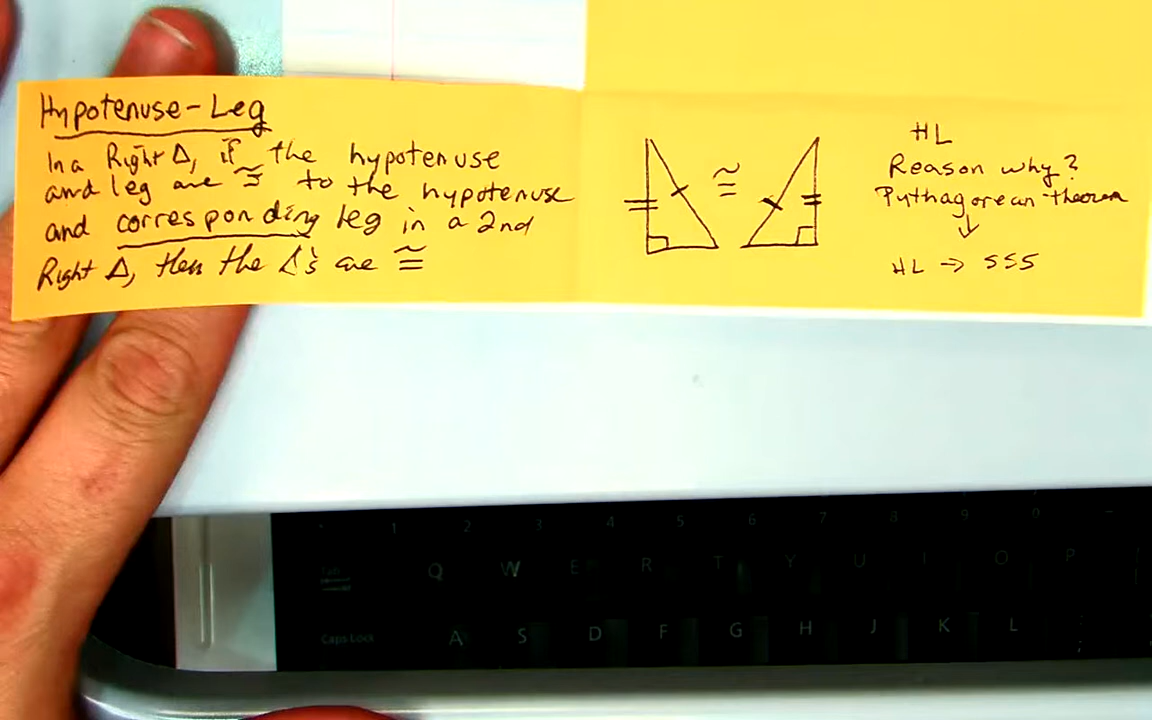 Hypotenuse-Leg
In a Right Δ, if the hypotenuse
and leg are ≅ to the hypotenuse
and corresponding leg in a 2nd
Right Δ, then the Δ's are ≅
≅
HL
Reason why?
Pythagorean theorem
↓
HL → SSS
1 2 3 4 5 6 7 8 9 0
Tab Q W E R T Y U I O P
Caps Lock A S D F G H J K L ;